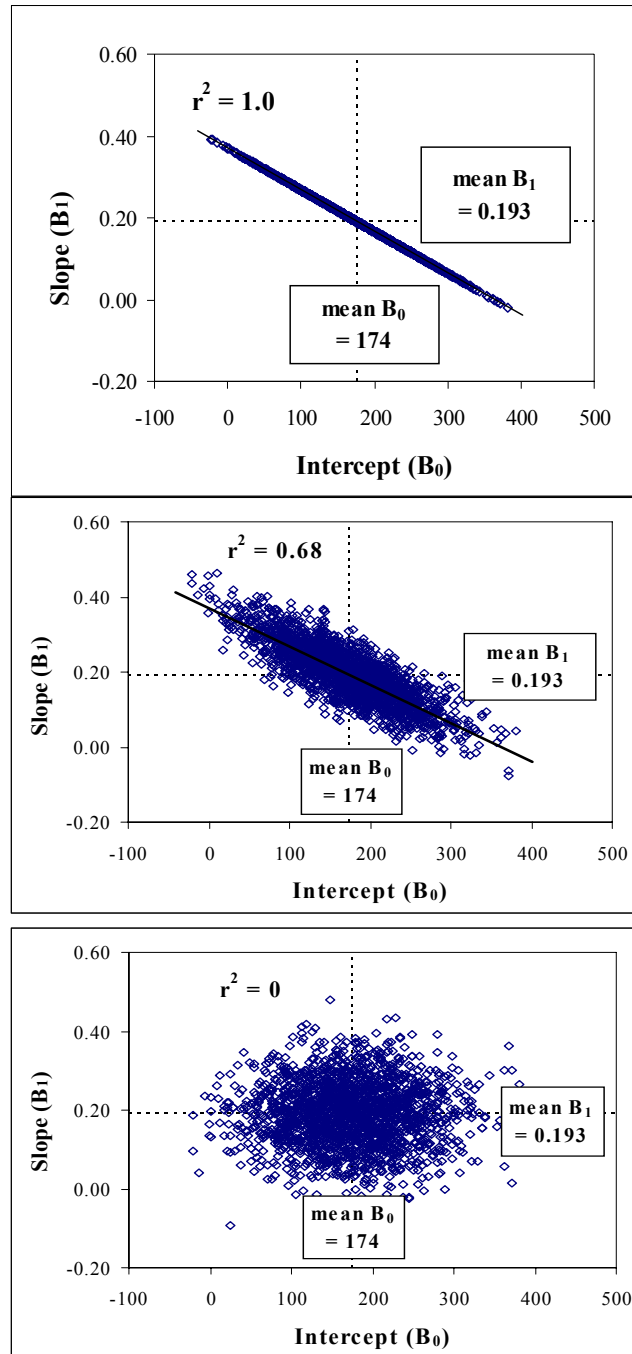 0.60
r² = 1.0
0.40
mean B₁
= 0.193
0.20
Slope (B₁)
mean B₀
= 174
0.00
-0.20
-100 0 100 200 300 400 500
Intercept (B₀)
0.60
r² = 0.68
0.40
mean B₁
= 0.193
0.20
Slope (B₁)
0.00
mean B₀
= 174
-0.20
-100 0 100 200 300 400 500
Intercept (B₀)
0.60
r² = 0
0.40
mean B₁
= 0.193
0.20
Slope (B₁)
0.00
mean B₀
= 174
-0.20
-100 0 100 200 300 400 500
Intercept (B₀)